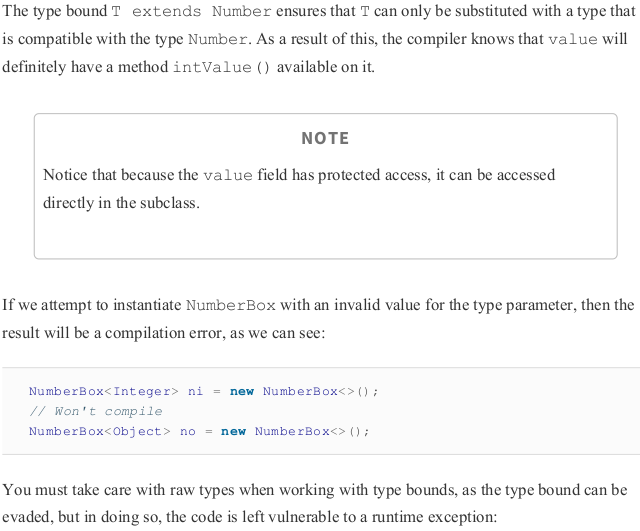 The type bound T extends Number ensures that T can only be substituted with a type that
is compatible with the type Number. As a result of this, the compiler knows that value will
definitely have a method intValue() available on it.
NOTE
Notice that because the value field has protected access, it can be accessed
directly in the subclass.
If we attempt to instantiate NumberBox with an invalid value for the type parameter, then the
result will be a compilation error, as we can see:
NumberBox<Integer> ni = new NumberBox<>();
// Won't compile
NumberBox<Object> no = new NumberBox<>();
You must take care with raw types when working with type bounds, as the type bound can be
evaded, but in doing so, the code is left vulnerable to a runtime exception: